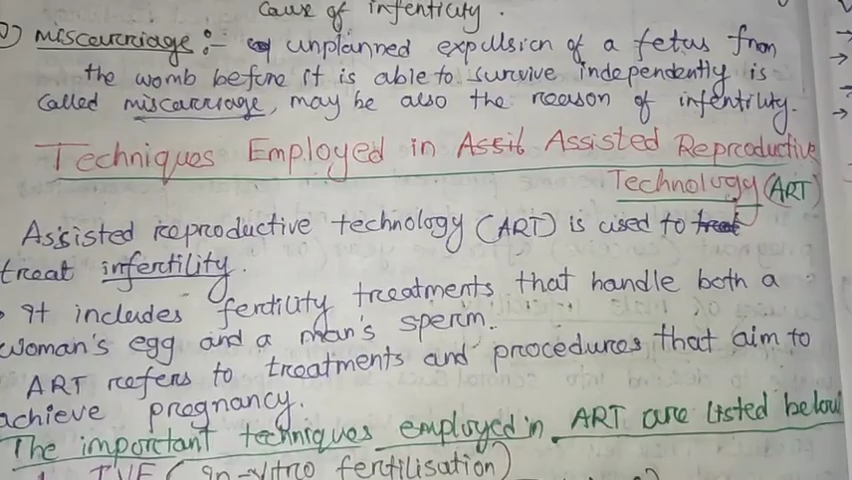 cause of infenticity.
miscarriage :- unplanned expulsion of a fetus from
the womb before it is able to survive independently is
called miscarriage, may be also the reason of infentility.
Techniques Employed in Assit Assisted Reproductive
Technology (ART)
Assisted reproductive technology (ART) is used to treat
treat infertility.
It includes fertility treatments that handle both a
woman's egg and a man's sperm.
ART refers to treatments and procedures that aim to
achieve pregnancy.
The important techniques employed in ART are listed below
IVF (In-vitro fertilisation)